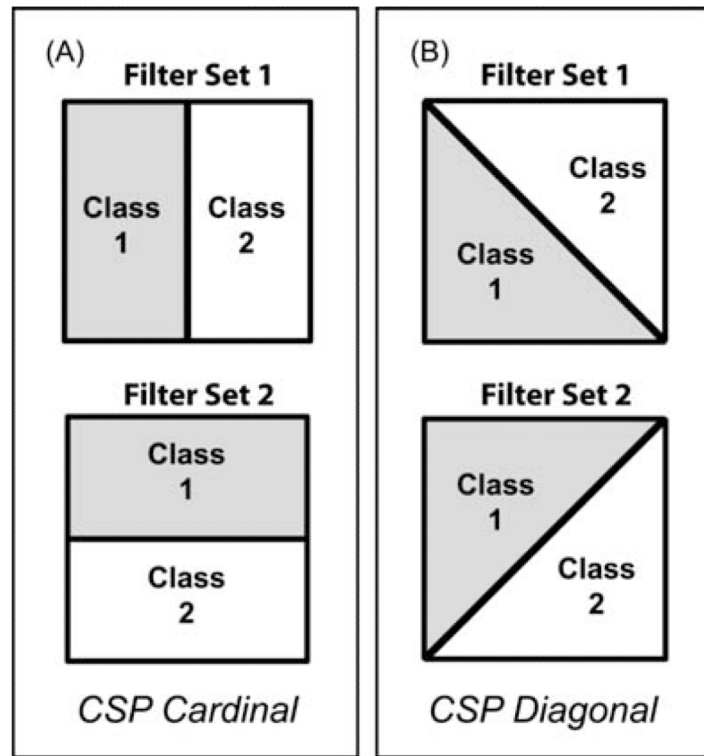 (A)
Filter Set 1
Class
1
Class
2
Filter Set 2
Class
1
Class
2
CSP Cardinal
(B)
Filter Set 1
Class
2
Class
1
Filter Set 2
Class
1
Class
2
CSP Diagonal